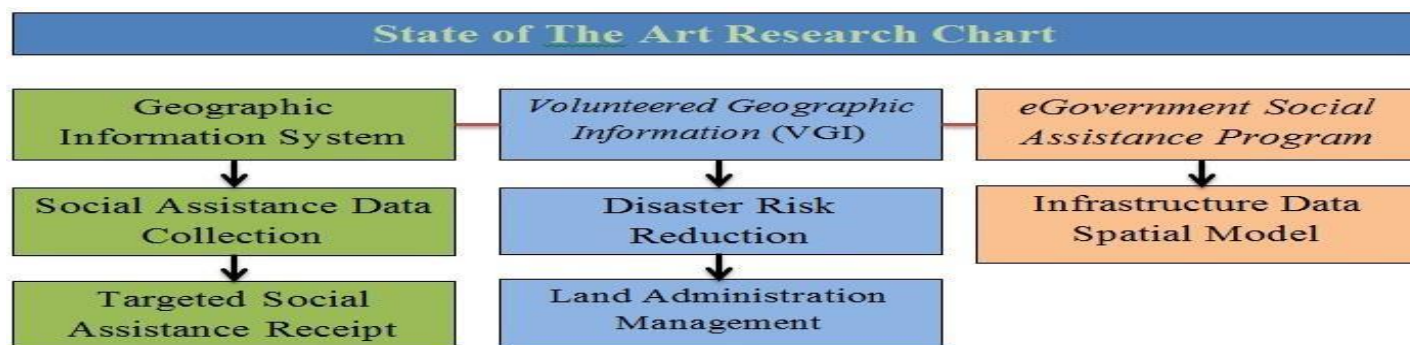 State of The Art Research Chart
Geographic
Information System
Volunteered Geographic
Information (VGI)
eGovernment Social
Assistance Program
Social Assistance Data
Collection
Disaster Risk
Reduction
Infrastructure Data
Spatial Model
Targeted Social
Assistance Receipt
Land Administration
Management